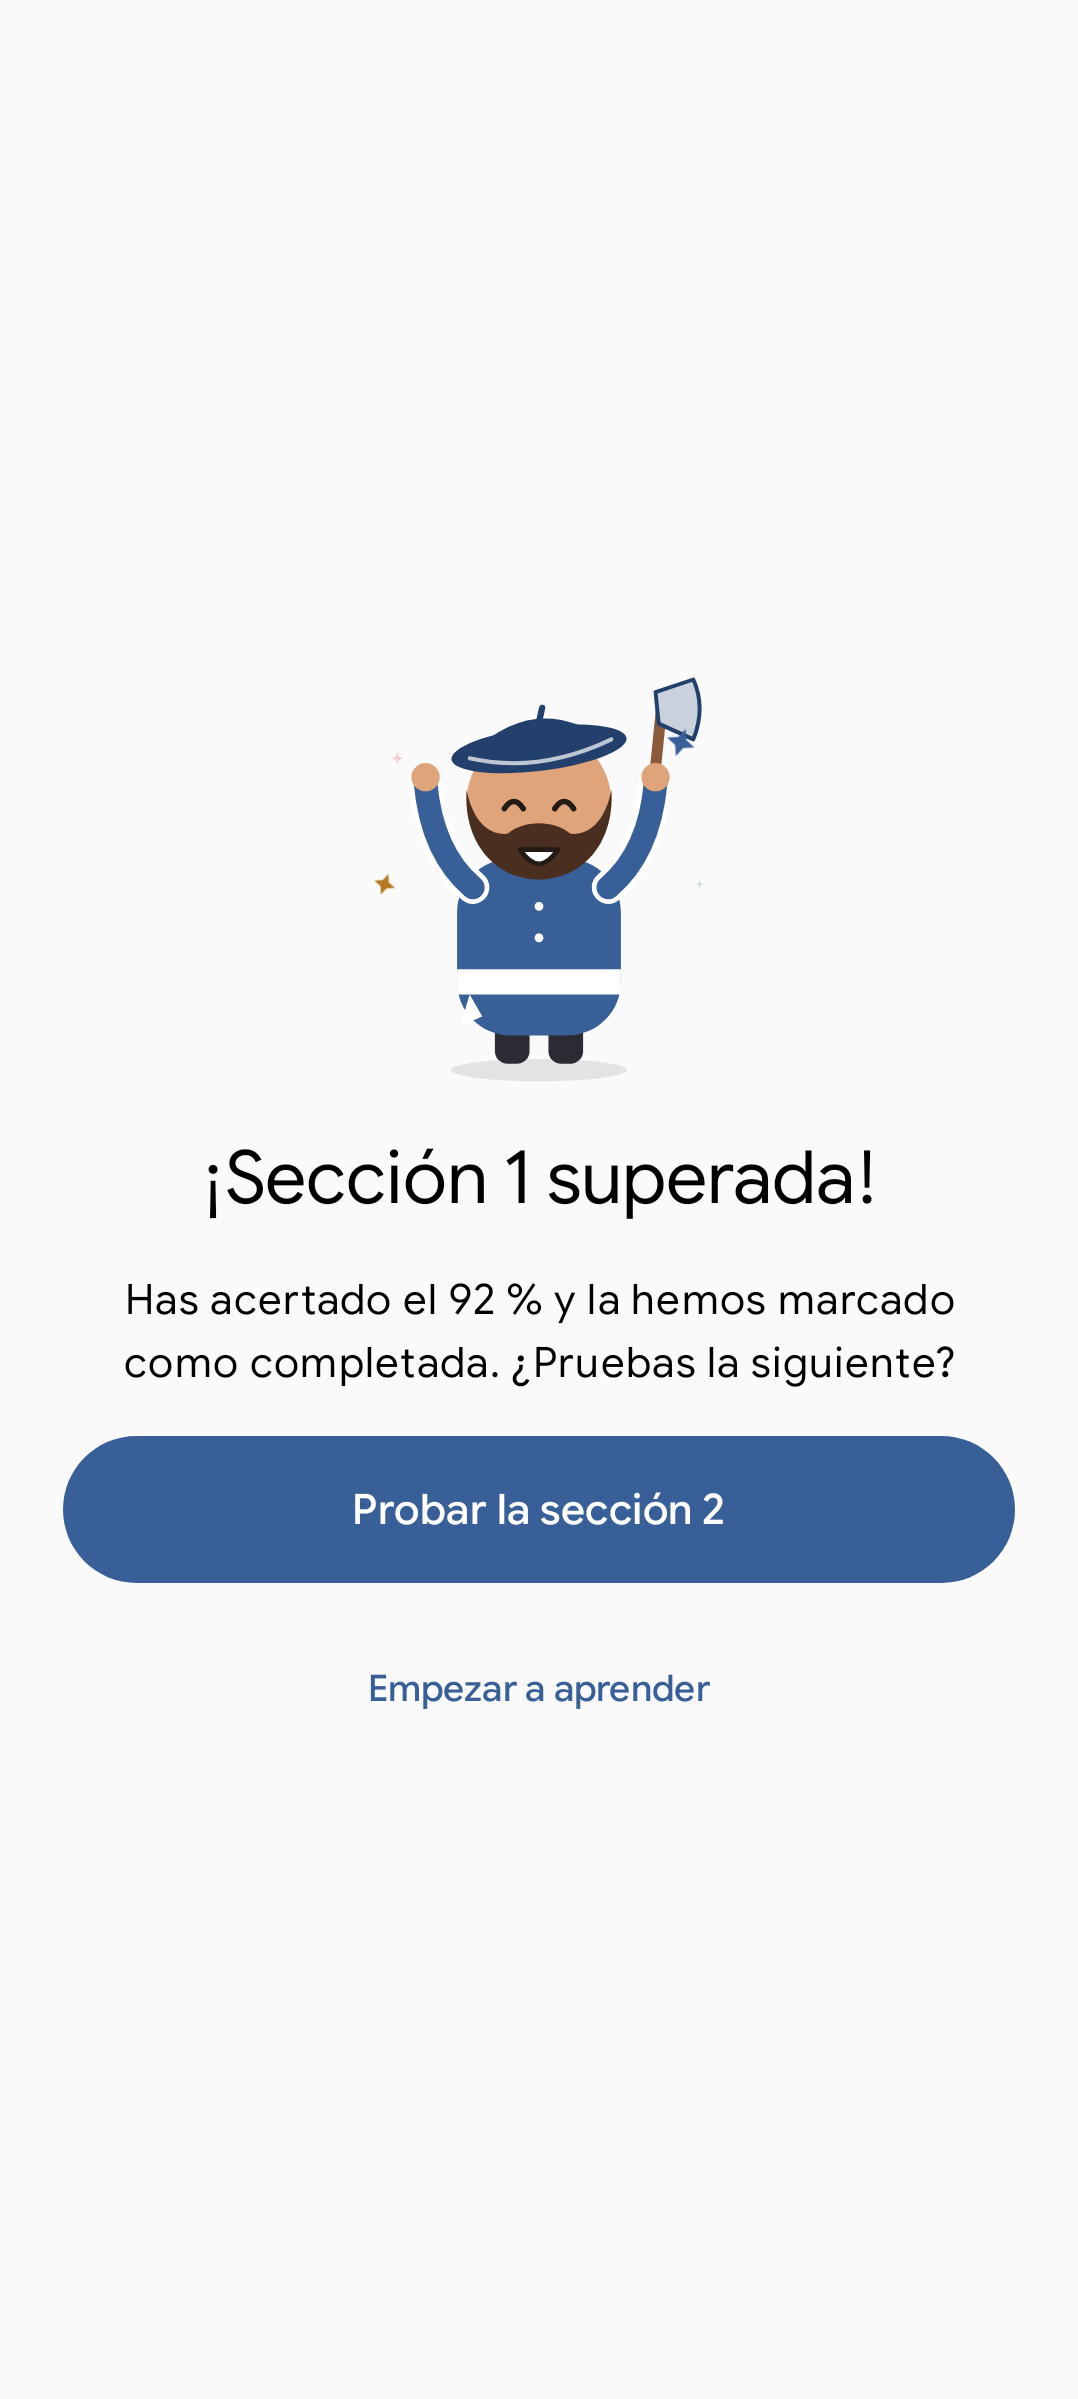 ¡Sección 1 superada!
Has acertado el 92 % y la hemos marcado
como completada. ¿Pruebas la siguiente?
Probar la sección 2
Empezar a aprender